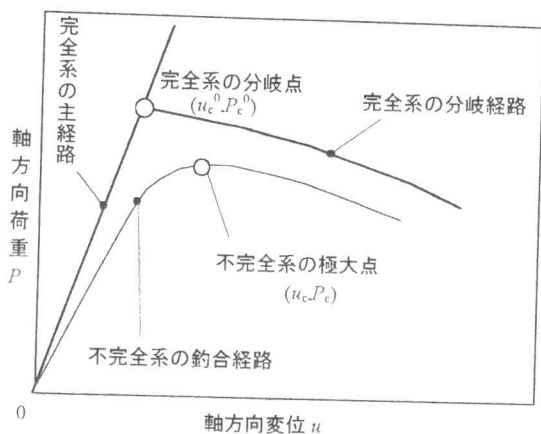 完全系の主経路
完全系の分岐点
(u_c^0, P_c^0)
完全系の分岐経路
軸方向荷重 P
不完全系の極大点
(u_c, P_c)
不完全系の釣合経路
0
軸方向変位 u